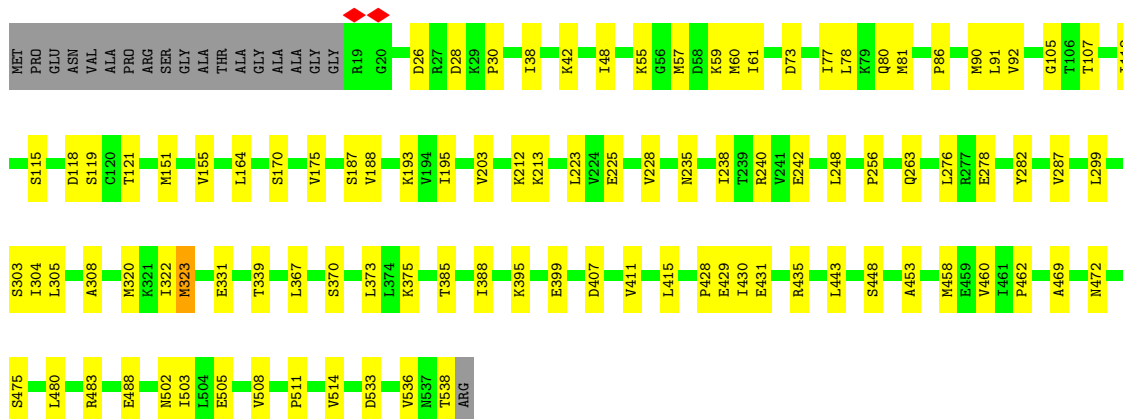 MET PRO GLU ASN VAL ALA PRO ARG SER GLY ALA THR ALA GLY ALA ALA GLY GLY R19 G20 D26 R27 D28 K29 P30 I38 K42 I48 K55 G56 M57 D58 K59 M60 I61 D73 I77 L78 K79 Q80 M81 P86 M90 L91 V92 G105 T106 T107
S115 D118 S119 C120 T121 M151 V155 L164 S170 V175 S187 V188 K193 V194 I195 V203 K212 K213 L223 V224 E225 V228 N235 I238 T239 R240 V241 E242 L248 P256 Q263 L276 R277 E278 Y282 V287 L299
S303 I304 L305 A308 M320 K321 I322 M323 E331 T339 L367 S370 L373 L374 K375 T385 I388 K395 E399 D407 V411 L415 P428 E429 I430 E431 R435 L443 S448 A453 M458 E459 V460 I461 P462 A469 N472
S475 L480 R483 E488 N502 I503 L504 E505 V508 P511 V514 D533 V536 N537 T538 ARG